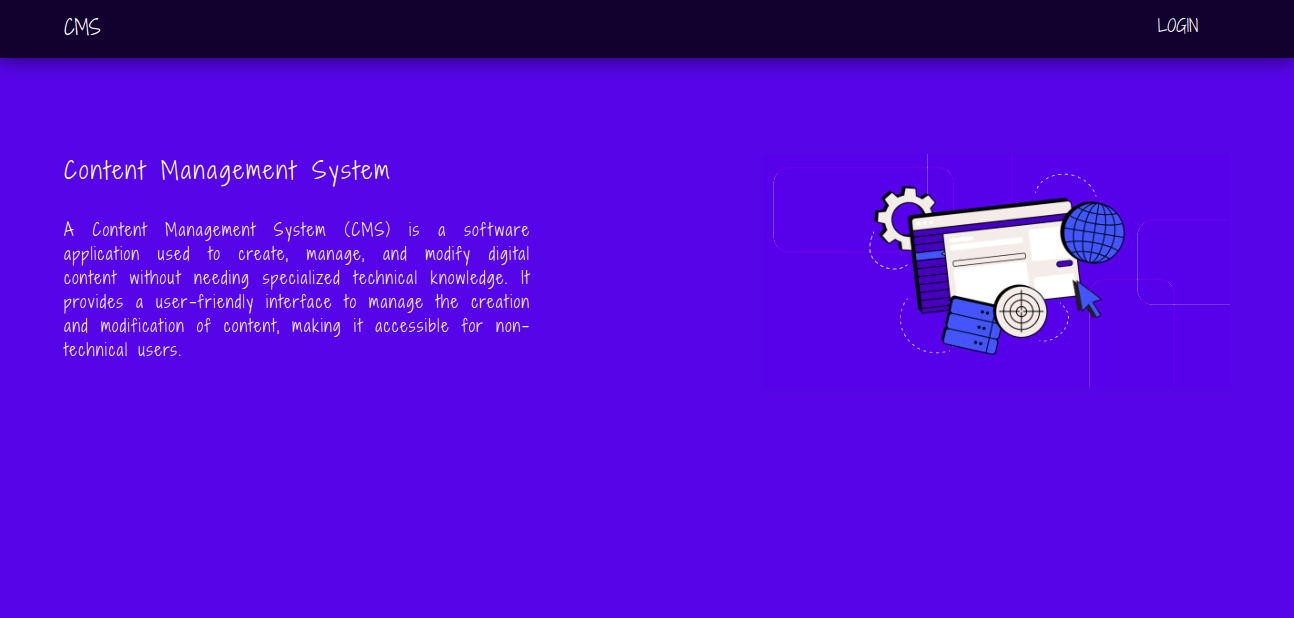 CMS
LOGIN
Content Management System
A Content Management System (CMS) is a software
application used to create, manage, and modify digital
content without needing specialized technical knowledge. It
provides a user-friendly interface to manage the creation
and modification of content, making it accessible for non-
technical users.